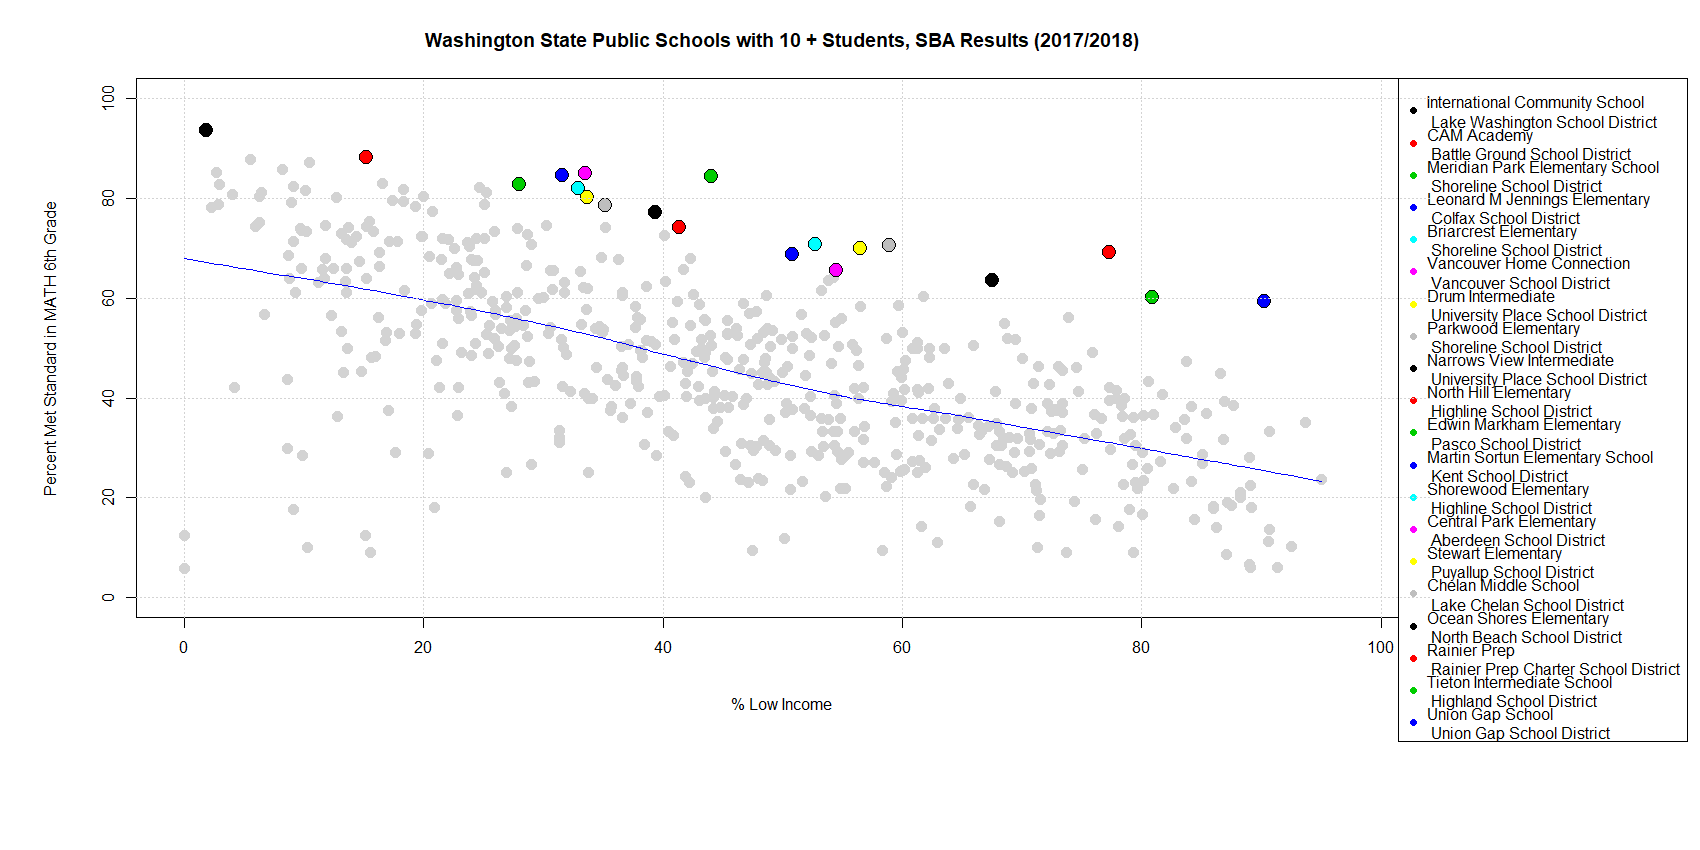 Washington State Public Schools with 10 + Students, SBA Results (2017/2018)
Percent Met Standard in MATH 6th Grade
100
80
60
40
20
0
0
20
40
60
80
100
% Low Income
International Community School
Lake Washington School District
CAM Academy
Battle Ground School District
Meridian Park Elementary School
Shoreline School District
Leonard M Jennings Elementary
Colfax School District
Briarcrest Elementary
Shoreline School District
Vancouver Home Connection
Vancouver School District
Drum Intermediate
University Place School District
Parkwood Elementary
Shoreline School District
Narrows View Intermediate
University Place School District
North Hill Elementary
Highline School District
Edwin Markham Elementary
Pasco School District
Martin Sortun Elementary School
Kent School District
Shorewood Elementary
Highline School District
Central Park Elementary
Aberdeen School District
Stewart Elementary
Puyallup School District
Chelan Middle School
Lake Chelan School District
Ocean Shores Elementary
North Beach School District
Rainier Prep
Rainier Prep Charter School District
Tieton Intermediate School
Highland School District
Union Gap School
Union Gap School District